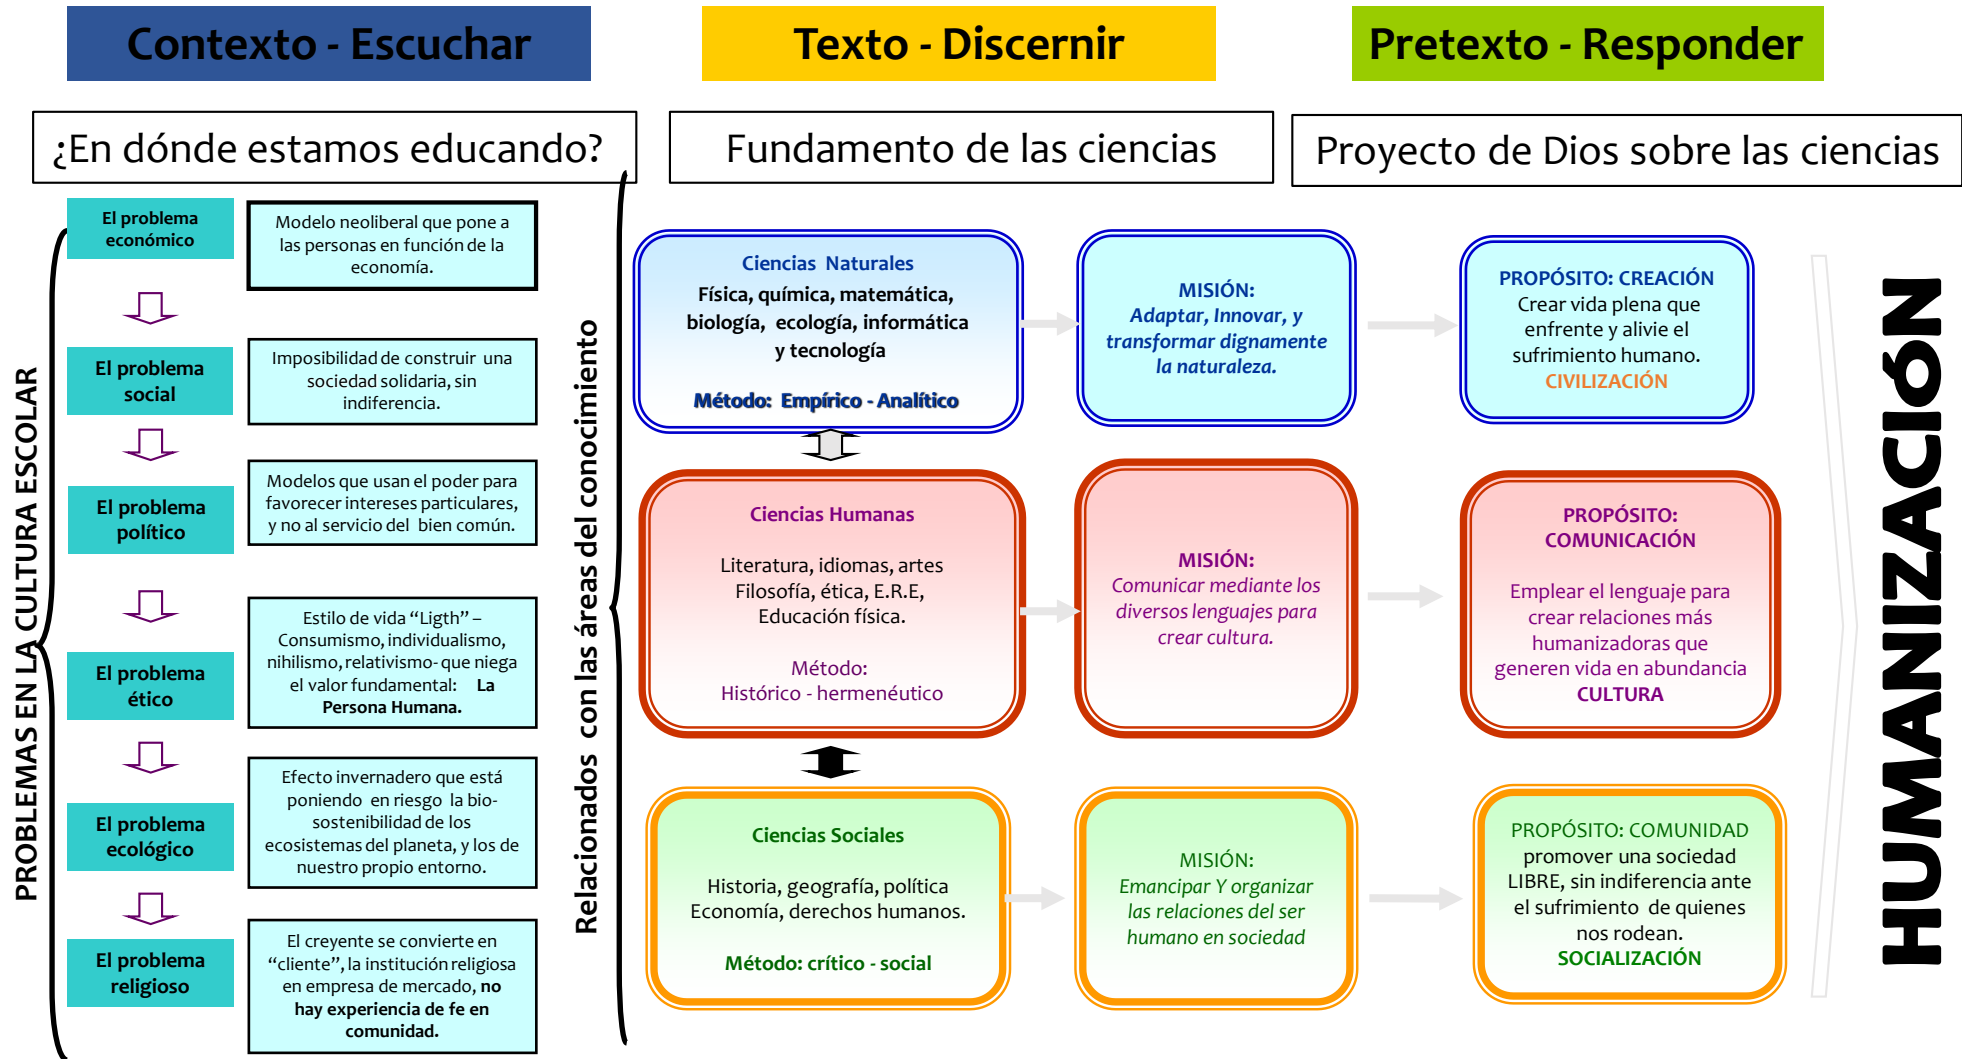 Contexto - Escuchar
Texto - Discernir
Pretexto - Responder
¿En dónde estamos educando?
Fundamento de las ciencias
Proyecto de Dios sobre las ciencias
PROBLEMAS EN LA CULTURA ESCOLAR
El problema
económico
Modelo neoliberal que pone a
las personas en función de la
economía.
El problema
social
Imposibilidad de construir una
sociedad solidaria, sin
indiferencia.
El problema
político
Modelos que usan el poder para
favorecer intereses particulares,
y no al servicio del bien común.
El problema
ético
Estilo de vida “Ligth” –
Consumismo, individualismo,
nihilismo, relativismo- que niega
el valor fundamental: La
Persona Humana.
El problema
ecológico
Efecto invernadero que está
poniendo en riesgo la bio-
sostenibilidad de los
ecosistemas del planeta, y los de
nuestro propio entorno.
El problema
religioso
El creyente se convierte en
“cliente”, la institución religiosa
en empresa de mercado, no
hay experiencia de fe en
comunidad.
Relacionados con las áreas del conocimiento
Ciencias Naturales
Física, química, matemática,
biología, ecología, informática
y tecnología
Método: Empírico - Analítico
MISIÓN:
Adaptar, Innovar, y
transformar dignamente
la naturaleza.
PROPÓSITO: CREACIÓN
Crear vida plena que
enfrente y alivie el
sufrimiento humano.
CIVILIZACIÓN
Ciencias Humanas
Literatura, idiomas, artes
Filosofía, ética, E.R.E,
Educación física.
Método:
Histórico - hermenéutico
MISIÓN:
Comunicar mediante los
diversos lenguajes para
crear cultura.
PROPÓSITO:
COMUNICACIÓN
Emplear el lenguaje para
crear relaciones más
humanizadoras que
generen vida en abundancia
CULTURA
Ciencias Sociales
Historia, geografía, política
Economía, derechos humanos.
Método: crítico - social
MISIÓN:
Emancipar Y organizar
las relaciones del ser
humano en sociedad
PROPÓSITO: COMUNIDAD
promover una sociedad
LIBRE, sin indiferencia ante
el sufrimiento de quienes
nos rodean.
SOCIALIZACIÓN
HUMANIZACIÓN